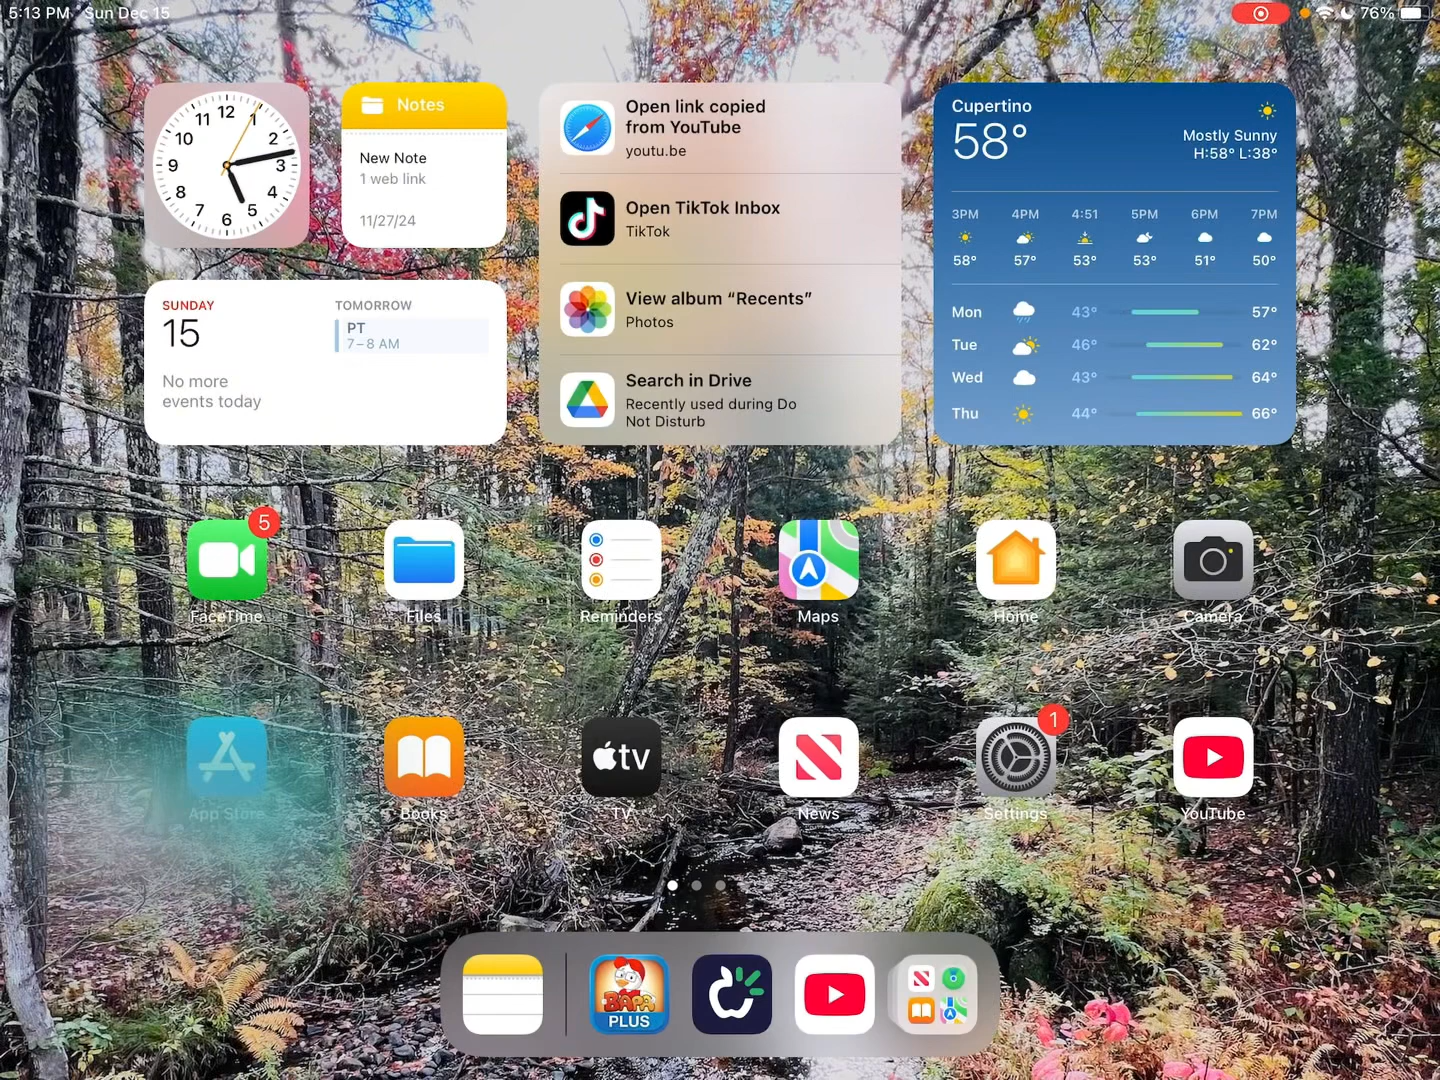 5:13 PM Sun Dec 15
76%
12
1
2
3
4
5
6
7
8
9
10
11
Notes
New Note
1 web link
11/27/24
SUNDAY
15
No more
events today
TOMORROW
PT
7–8 AM
Open link copied
from YouTube
youtu.be
Open TikTok Inbox
TikTok
View album “Recents”
Photos
Search in Drive
Recently used during Do
Not Disturb
Cupertino
58°
Mostly Sunny
H:58° L:38°
3PM 4PM 4:51 5PM 6PM 7PM
58° 57° 53° 53° 51° 50°
Mon 43° 57°
Tue 46° 62°
Wed 43° 64°
Thu 44° 66°
5
FaceTime
Files
Reminders
Maps
Home
Camera
tv
1
App Store
Books
TV
News
Settings
YouTube
BAPA
PLUS